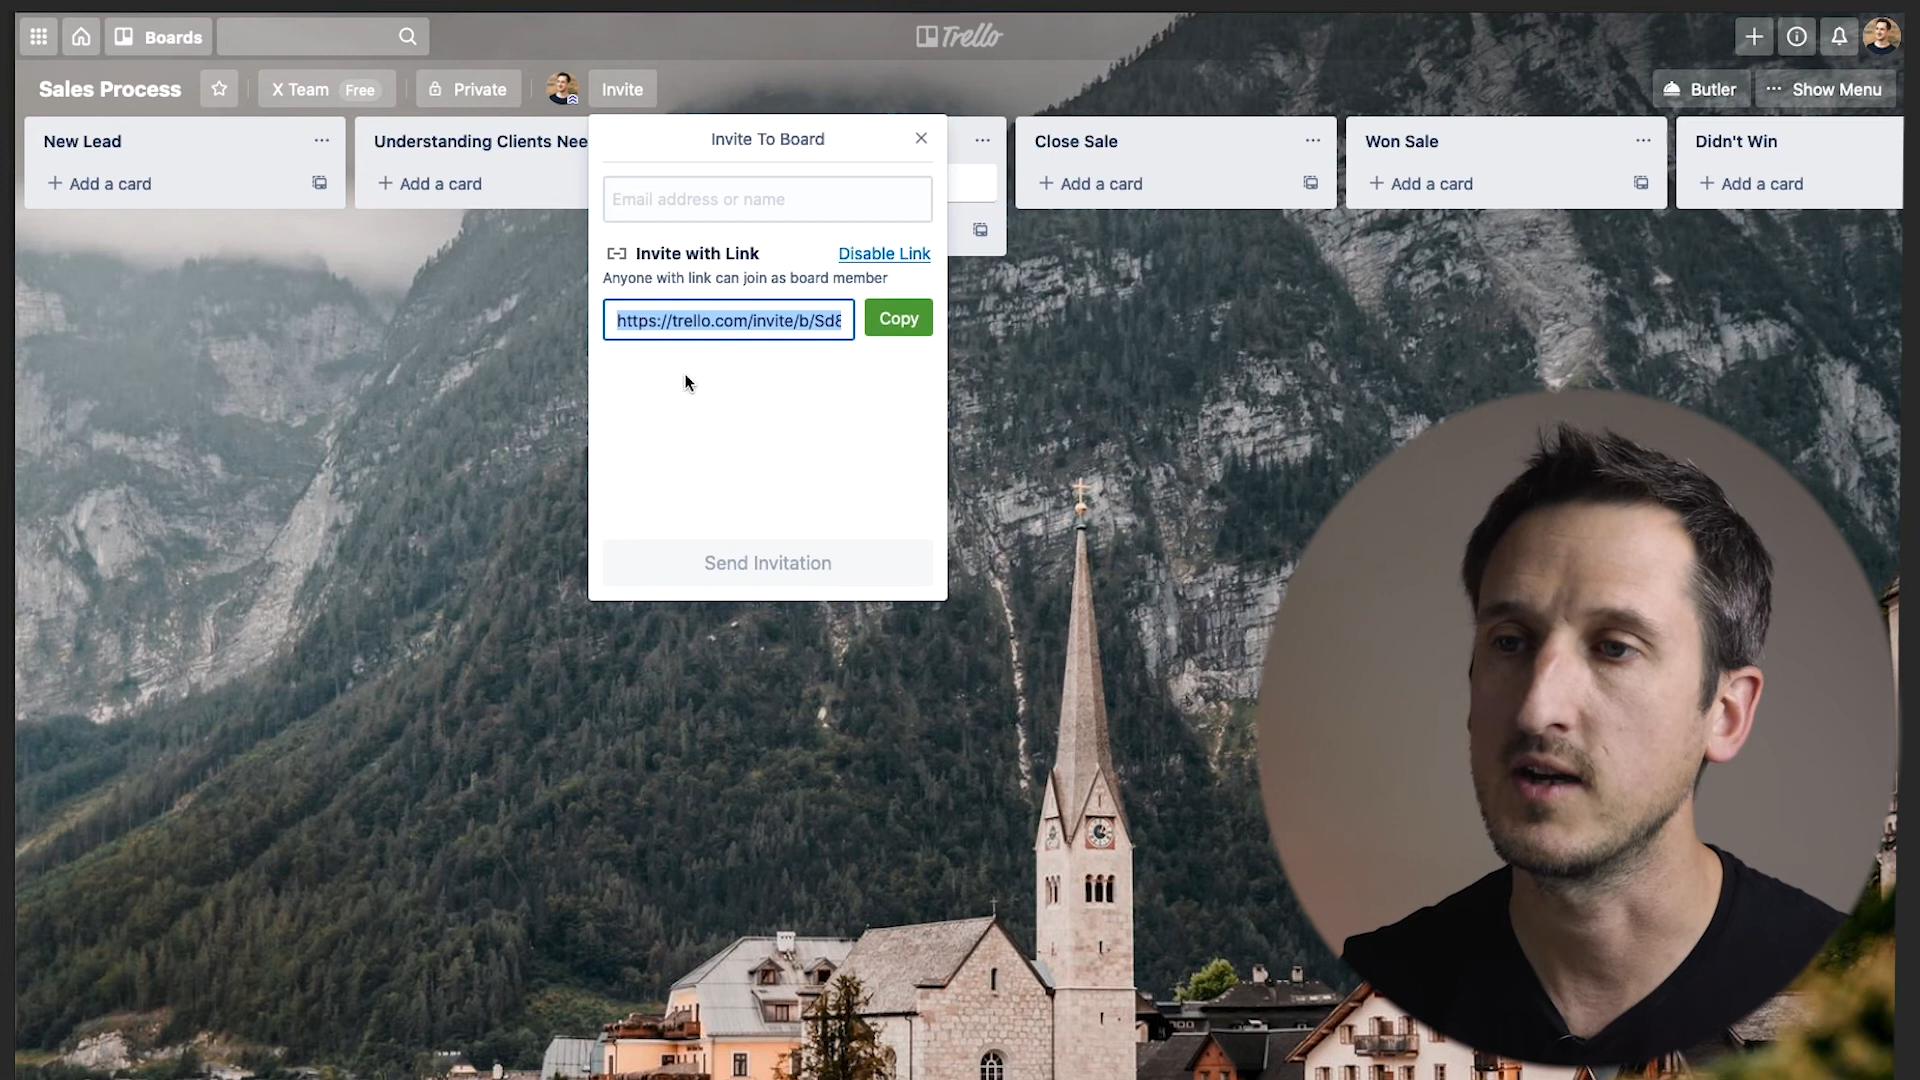 Boards
Trello
Sales Process
X Team Free
Private
Invite
Butler
Show Menu
New Lead
Add a card
Understanding Clients Nee
Add a card
Close Sale
Add a card
Won Sale
Add a card
Didn't Win
Add a card
Invite To Board
Email address or name
Invite with Link
Disable Link
Anyone with link can join as board member
https://trello.com/invite/b/Sd8
Copy
Send Invitation